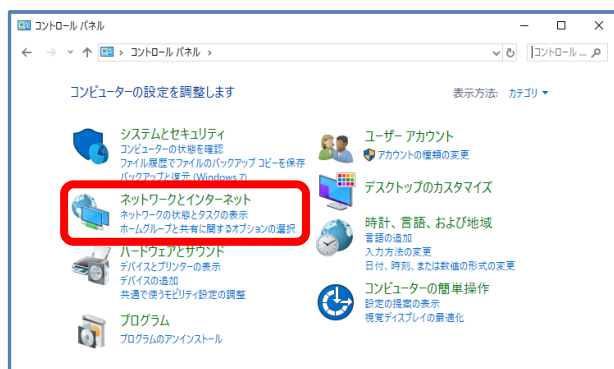 コントロール パネル
コントロール パネル
コントロール ...
コンピューターの設定を調整します
表示方法: カテゴリ
システムとセキュリティ
コンピューターの状態を確認
ファイル履歴でファイルのバックアップ コピーを保存
バックアップと復元 (Windows 7)
ネットワークとインターネット
ネットワークの状態とタスクの表示
ホームグループと共有に関するオプションの選択
ハードウェアとサウンド
デバイスとプリンターの表示
デバイスの追加
共通で使うモビリティ設定の調整
プログラム
プログラムのアンインストール
ユーザー アカウント
アカウントの種類の変更
デスクトップのカスタマイズ
時計、言語、および地域
言語の追加
入力方法の変更
日付、時刻、または数値の形式の変更
コンピューターの簡単操作
設定の提案の表示
視覚ディスプレイの最適化